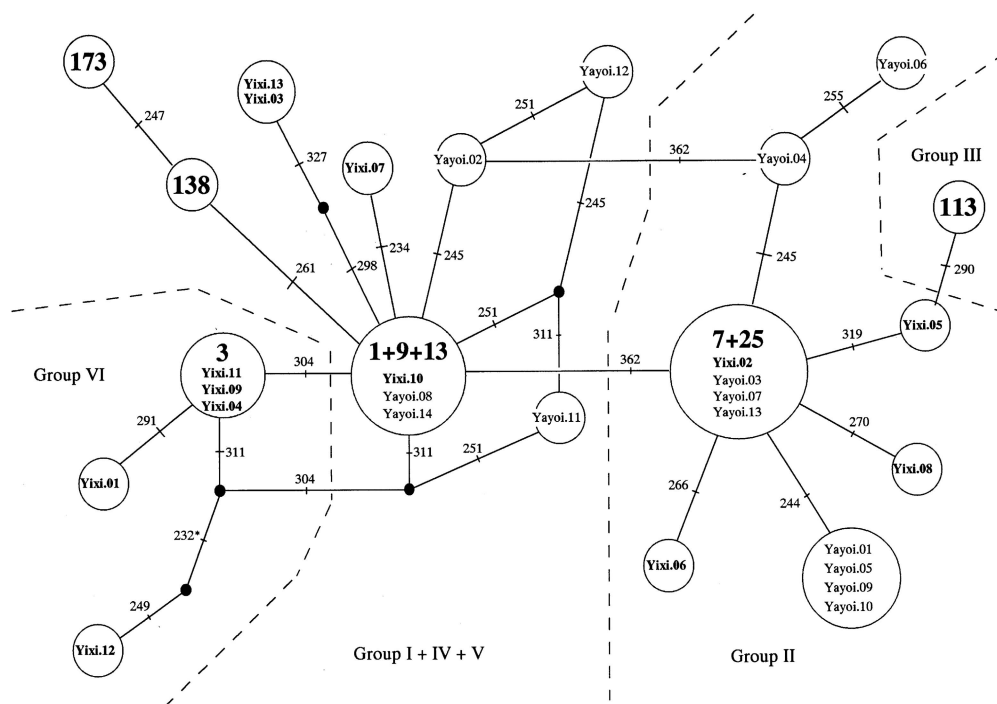 173
247
138
261
Yixi.13
Yixi.03
327
298
Yixi.07
234
Yayoi.12
251
Yayoi.02
245
245
362
Yayoi.06
255
Yayoi.04
245
Group III
113
290
Yixi.05
319
Group VI
3
Yixi.11
Yixi.09
Yixi.04
304
1+9+13
Yixi.10
Yayoi.08
Yayoi.14
251
311
362
7+25
Yixi.02
Yayoi.03
Yayoi.07
Yayoi.13
291
311
Yixi.01
311
251
Yayoi.11
304
270
Yixi.08
266
244
232*
249
Yixi.12
Yixi.06
Yayoi.01
Yayoi.05
Yayoi.09
Yayoi.10
Group I + IV + V
Group II